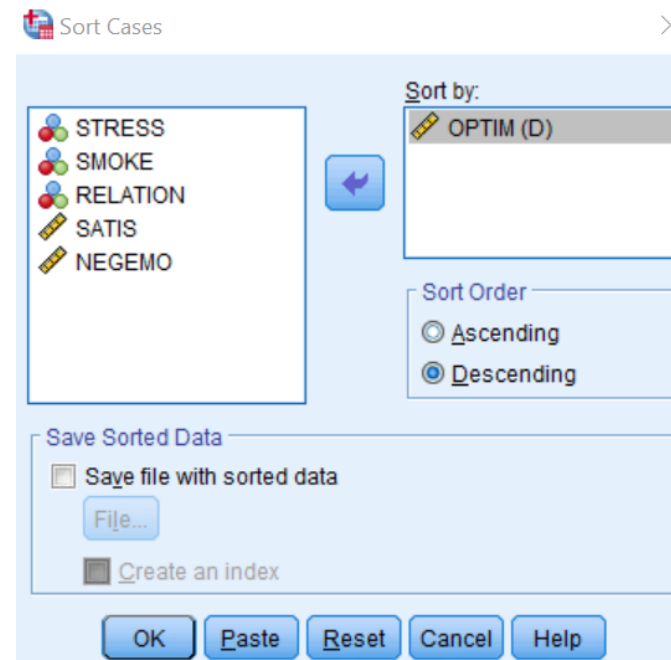 Sort Cases
STRESS
SMOKE
RELATION
SATIS
NEGEMO
Sort by:
OPTIM (D)
Sort Order
Ascending
Descending
Save Sorted Data
Save file with sorted data
File...
Create an index
OK
Paste
Reset
Cancel
Help